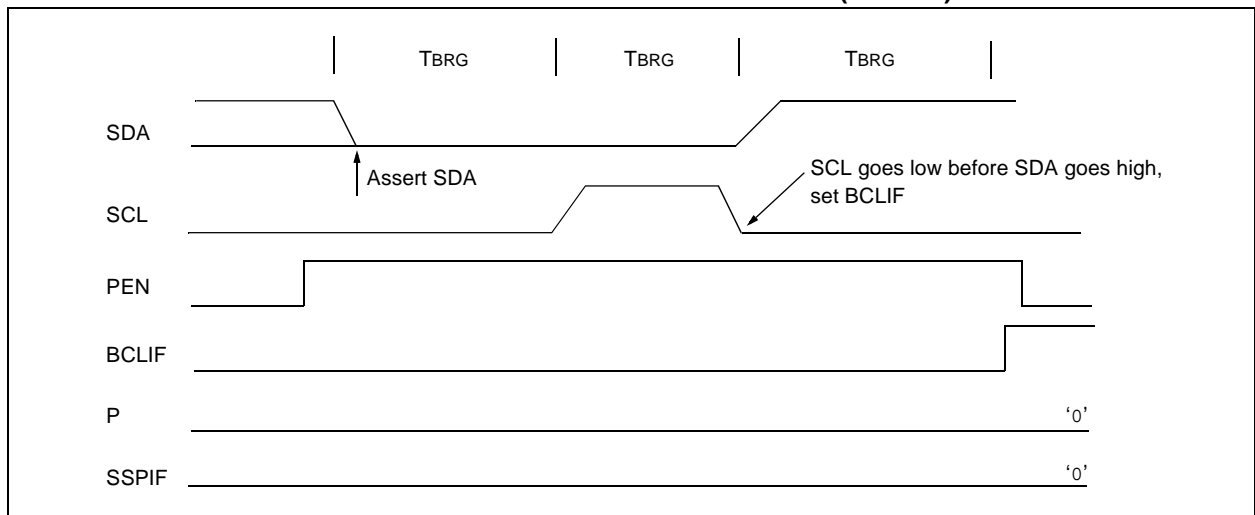 TBRG TBRG TBRG
SDA
Assert SDA
SCL goes low before SDA goes high,
set BCLIF
SCL
PEN
BCLIF
P '0'
SSPIF '0'